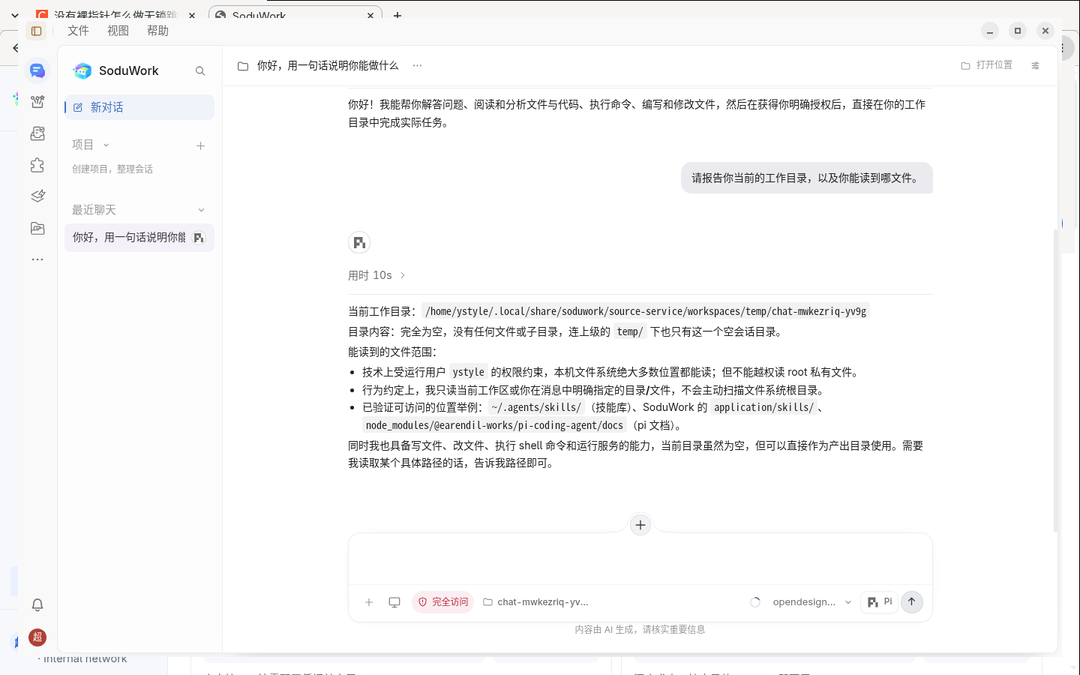 SoduWork
文件 视图 帮助
SoduWork
新对话
项目
创建项目，整理会话
最近聊天
你好，用一句话说明你能
超
你好，用一句话说明你能做什么 ...
打开位置
你好！我能帮你解答问题、阅读和分析文件与代码、执行命令、编写和修改文件，然后在获得你明确授权后，直接在你的工作
目录中完成实际任务。
请报告你当前的工作目录，以及你能读到哪文件。
用时 10s
当前工作目录： /home/ystyle/.local/share/soduwork/source-service/workspaces/temp/chat-mwkezriq-yv9g
目录内容：完全为空，没有任何文件或子目录，连上级的 temp/ 下也只有这一个空会话目录。
能读到的文件范围：
• 技术上受运行用户 ystyle 的权限约束，本机文件系统绝大多数位置都能读；但不能越权读 root 私有文件。
• 行为约定上，我只读当前工作区或你在消息中明确指定的目录/文件，不会主动扫描文件系统根目录。
• 已验证可访问的位置举例： ~/.agents/skills/ （技能库）、SoduWork 的 application/skills/ 、
node_modules/@earendil-works/pi-coding-agent/docs （pi 文档）。
同时我也具备写文件、改文件、执行 shell 命令和运行服务的能力，当前目录虽然为空，但可以直接作为产出目录使用。需要
我读取某个具体路径的话，告诉我路径即可。
完全访问 chat-mwkezriq-yv... opendesign... Pi
内容由 AI 生成，请核实重要信息
· Internal network